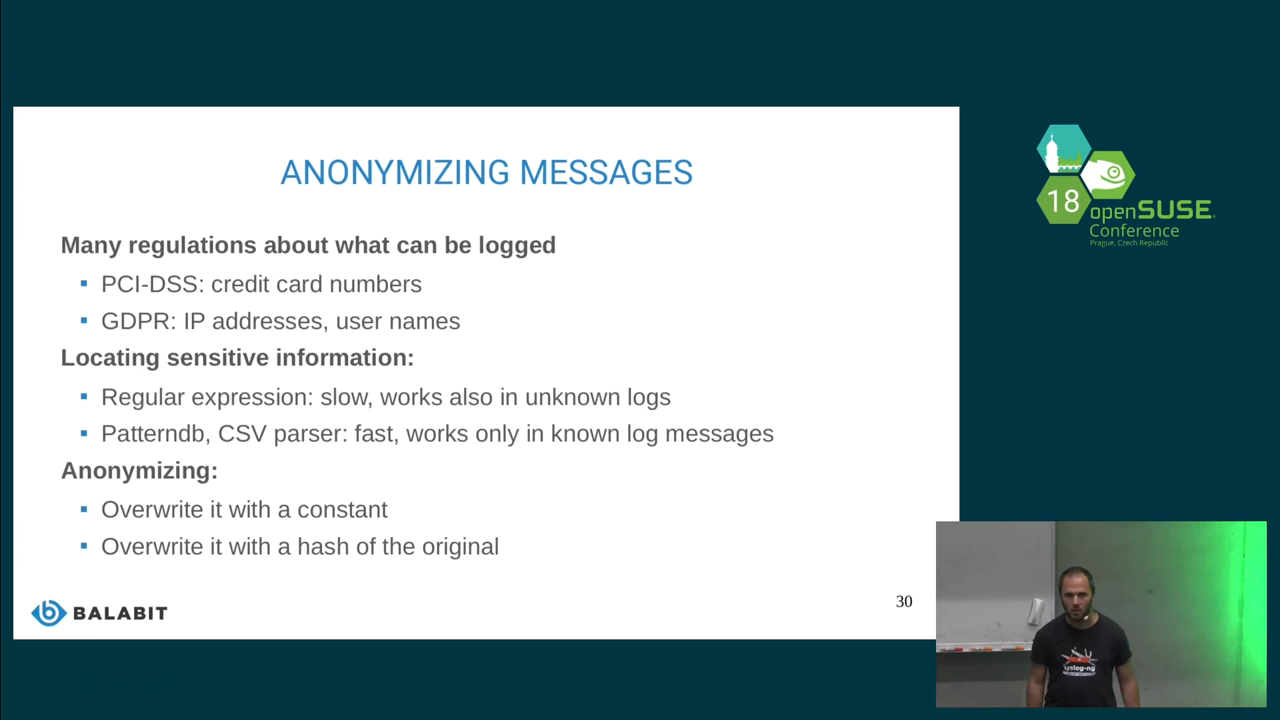 ANONYMIZING MESSAGES
Many regulations about what can be logged
▪ PCI-DSS: credit card numbers
▪ GDPR: IP addresses, user names
Locating sensitive information:
▪ Regular expression: slow, works also in unknown logs
▪ Patterndb, CSV parser: fast, works only in known log messages
Anonymizing:
▪ Overwrite it with a constant
▪ Overwrite it with a hash of the original
BALABIT
30
18
openSUSE
Conference
Prague, Czech Republic
syslog-ng